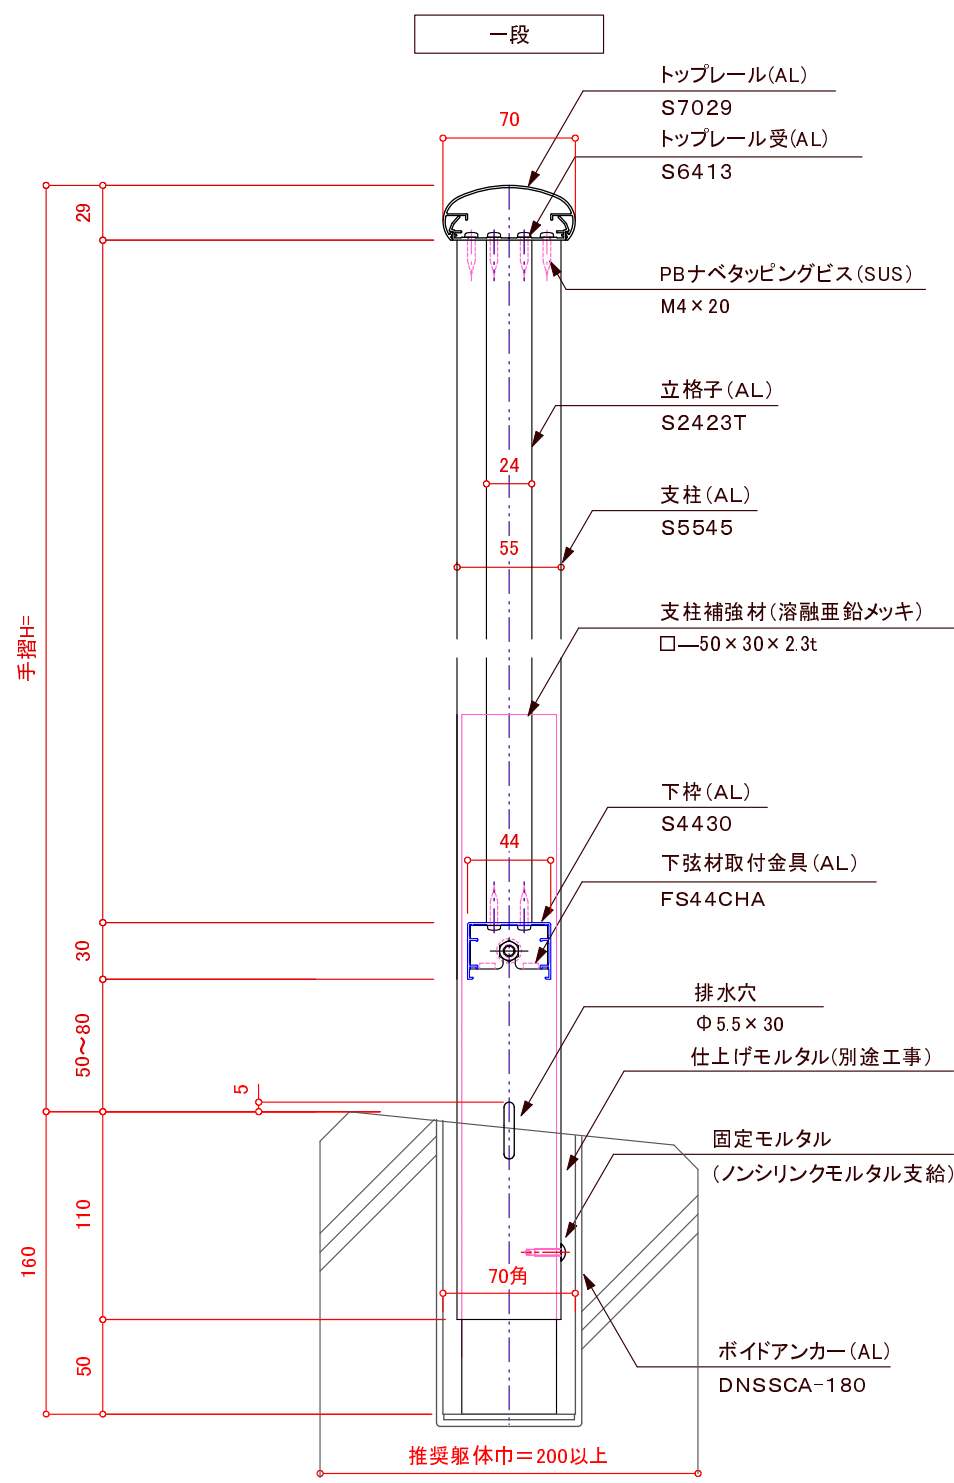 一段
トップレール(AL)
S7029
70
トップレール受(AL)
S6413
29
PBナベタッピングビス(SUS)
M4×20
立格子(AL)
S2423T
24
支柱(AL)
S5545
55
手摺H=
支柱補強材(溶融亜鉛メッキ)
□—50×30×2.3t
下枠(AL)
S4430
44
下弦材取付金具(AL)
FS44CHA
30
排水穴
Φ5.5×30
50〜80
仕上げモルタル(別途工事)
5
固定モルタル
(ノンシリンクモルタル支給)
110
160
70角
ボイドアンカー(AL)
DNSSCA-180
50
推奨躯体巾=200以上